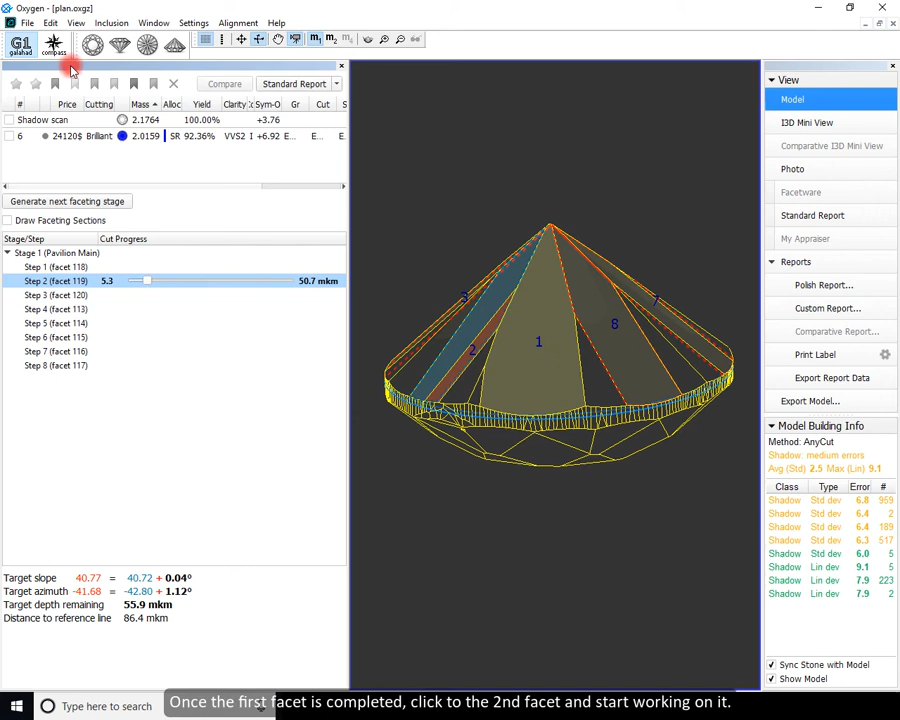 Oxygen - [plan.oxgz]
File Edit View Inclusion Window Settings Alignment Help
G1 galahad compass m1 m2
Compare Standard Report
# Price Cutting Mass Alloc Yield Clarity Sym-O Gr Cut S
Shadow scan 2.1764 100.00% +3.76
6 24120$ Brilliant 2.0159 SR 92.36% VVS2 I +6.92 E... E... E...
Generate next faceting stage
Draw Faceting Sections
Stage/Step Cut Progress
Stage 1 (Pavilion Main)
Step 1 (facet 118)
Step 2 (facet 119) 5.3 50.7 mkm
Step 3 (facet 120)
Step 4 (facet 113)
Step 5 (facet 114)
Step 6 (facet 115)
Step 7 (facet 116)
Step 8 (facet 117)
Target slope 40.77 = 40.72 + 0.04°
Target azimuth -41.68 = -42.80 + 1.12°
Target depth remaining 55.9 mkm
Distance to reference line 86.4 mkm
3 7
8
1
2
View
Model
I3D Mini View
Comparative I3D Mini View
Photo
Facetware
Standard Report
My Appraiser
Reports
Polish Report...
Custom Report...
Comparative Report...
Print Label
Export Report Data
Export Model...
Model Building Info
Method: AnyCut
Shadow: medium errors
Avg (Std) 2.5 Max (Lin) 9.1
Class Type Error #
Shadow Std dev 6.8 959
Shadow Std dev 6.4 2
Shadow Std dev 6.4 189
Shadow Std dev 6.3 517
Shadow Std dev 6.0 5
Shadow Lin dev 9.1 5
Shadow Lin dev 7.9 223
Shadow Lin dev 7.9 2
Sync Stone with Model
Show Model
Type here to search
Once the first facet is completed, click to the 2nd facet and start working on it.